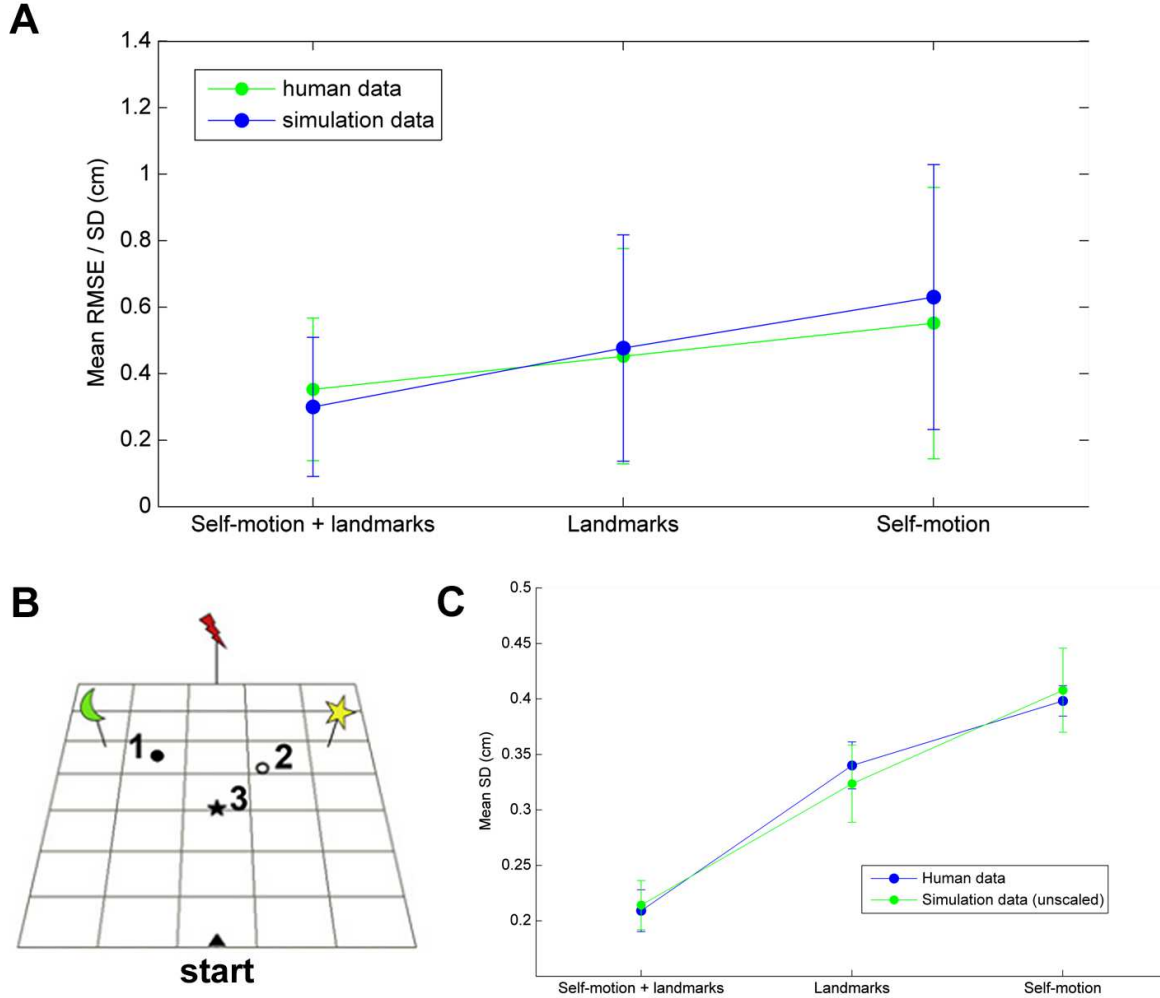 A
1.4
1.2
1
0.8
0.6
0.4
0.2
0
Mean RMSE / SD (cm)
human data
simulation data
Self-motion + landmarks
Landmarks
Self-motion
B
1
2
3
start
C
0.5
0.45
0.4
0.35
0.3
0.25
0.2
Mean SD (cm)
Human data
Simulation data (unscaled)
Self-motion + landmarks
Landmarks
Self-motion